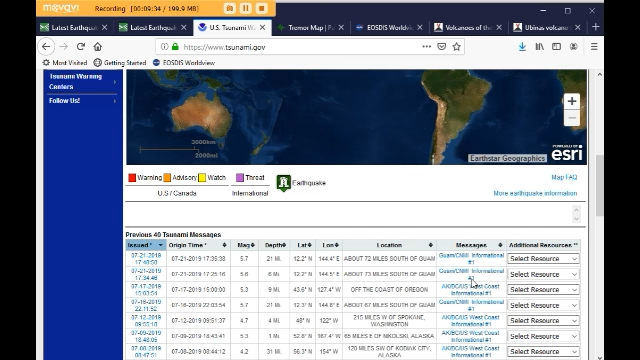 movavi
Recording 00:09:34 / 199.9 MB
Latest Earthquak
Latest Earthquak
U.S. Tsunami W
Tremor Map | Pa
EOSDIS Worldview
Volcanoes of the
Ubinas volcano
https://www.tsunami.gov
Most Visited
Getting Started
EOSDIS Worldview
Tsunami Warning
Centers
Follow Us!
3000km
2000mi
+
−
Earthstar Geographics
POWERED BY
esri
Warning Advisory Watch Threat Earthquake
U.S / Canada International
Map FAQ
More earthquake information
Previous 40 Tsunami Messages
Issued* Origin Time* Mag Depth Lat Lon Location Messages Additional Resources **
07-21-2019 17:48:58 07-21-2019 17:35:38 5.7 21 MI. 12.2° N 144.4° E ABOUT 72 MILES SOUTH OF GUAM Guam/CNMI Informational #1 Select Resource
07-21-2019 17:34:46 07-21-2019 17:25:16 5.6 6 MI. 12.2° N 144.5° E ABOUT 73 MILES SOUTH OF GUAM Guam/CNMI Informational #1 Select Resource
07-17-2019 15:03:54 07-17-2019 15:00:00 5.3 9 MI. 43.6° N 127.4° W OFF THE COAST OF OREGON AK/BC/US West Coast Informational #1 Select Resource
07-16-2019 22:11:52 07-16-2019 22:03:54 5.7 21 MI. 12.3° N 144.8° E ABOUT 67 MILES SOUTH OF GUAM Guam/CNMI Informational #1 Select Resource
07-12-2019 09:55:18 07-12-2019 09:51:37 4.7 4 MI. 48° N 122° W 215 MILES W OF SPOKANE, WASHINGTON AK/BC/US West Coast Informational #1 Select Resource
07-09-2019 18:48:05 07-09-2019 18:43:41 5.3 1 MI. 52.8° N 167.4° W 65 MILES E OF NIKOLSKI, ALASKA AK/BC/US West Coast Informational #1 Select Resource
07-08-2019 08:47:51 07-08-2019 08:44:12 4.2 31 MI. 56.3° N 154° W 120 MILES SW OF KODIAK CITY, ALASKA AK/BC/US West Coast Informational #1 Select Resource